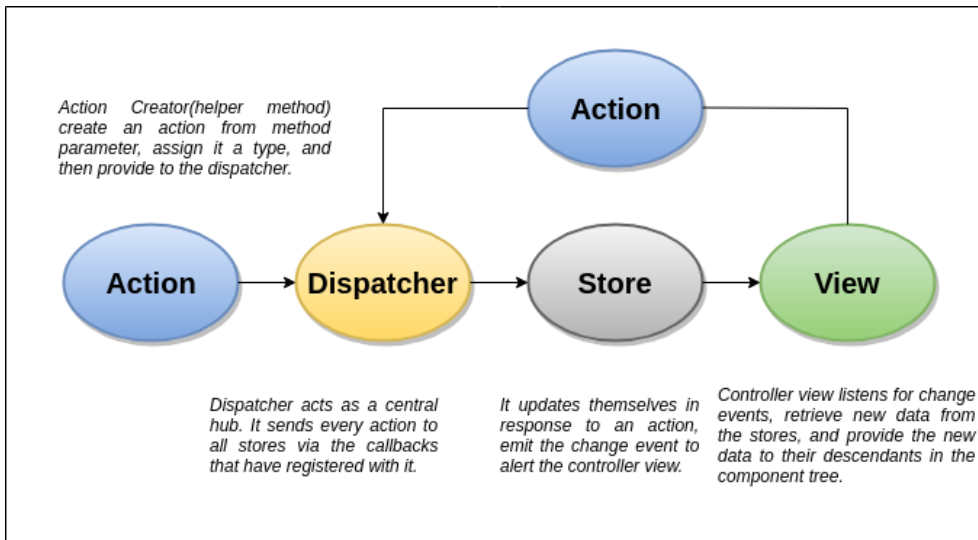 Action
Action Creator(helper method)
create an action from method
parameter, assign it a type, and
then provide to the dispatcher.
Action
Dispatcher
Store
View
Dispatcher acts as a central
hub. It sends every action to
all stores via the callbacks
that have registered with it.
It updates themselves in
response to an action,
emit the change event to
alert the controller view.
Controller view listens for change
events, retrieve new data from
the stores, and provide the new
data to their descendants in the
component tree.